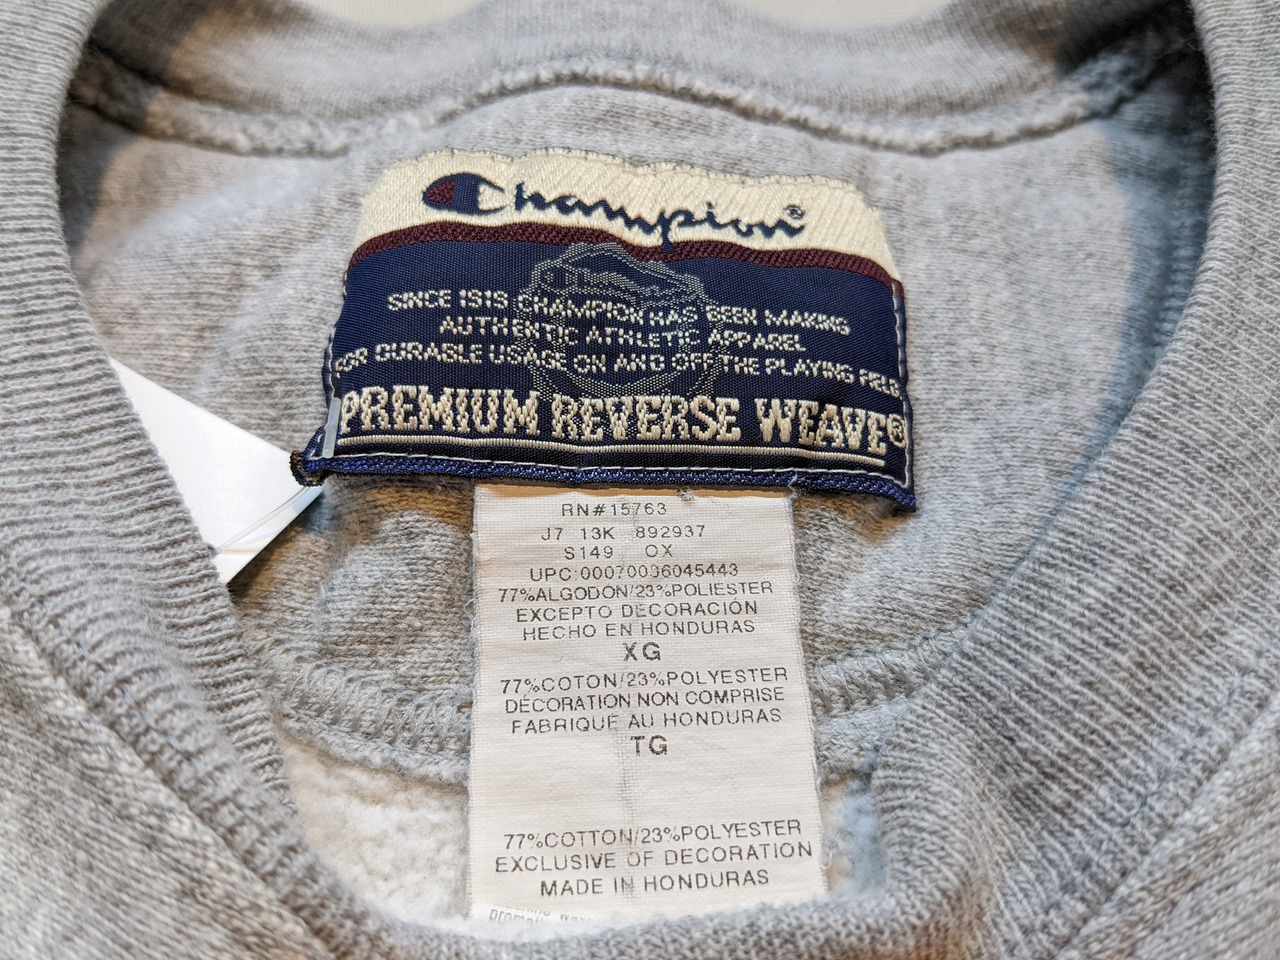 Champion®
SINCE 1919 CHAMPION HAS BEEN MAKING
AUTHENTIC ATHLETIC APPAREL
FOR DURABLE USAGE ON AND OFF THE PLAYING FIELD
PREMIUM REVERSE WEAVE®
RN#15763
J7 13K 892937
S149 OX
UPC:00070036045443
77%ALGODON/23%POLIESTER
EXCEPTO DECORACIÓN
HECHO EN HONDURAS
XG
77%COTON/23%POLYESTER
DÉCORATION NON COMPRISE
FABRIQUE AU HONDURAS
TG
77%COTTON/23%POLYESTER
EXCLUSIVE OF DECORATION
MADE IN HONDURAS